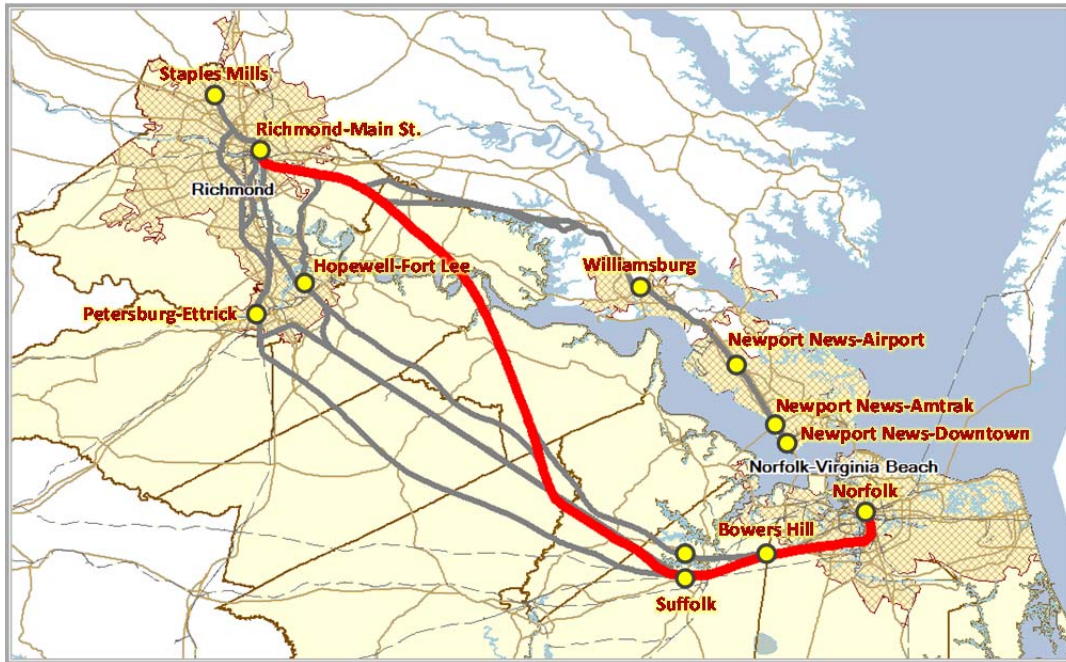 Staples Mills
Richmond-Main St.
Richmond
Hopewell-Fort Lee
Petersburg-Ettrick
Williamsburg
Newport News-Airport
Newport News-Amtrak
Newport News-Downtown
Norfolk-Virginia Beach
Norfolk
Bowers Hill
Suffolk